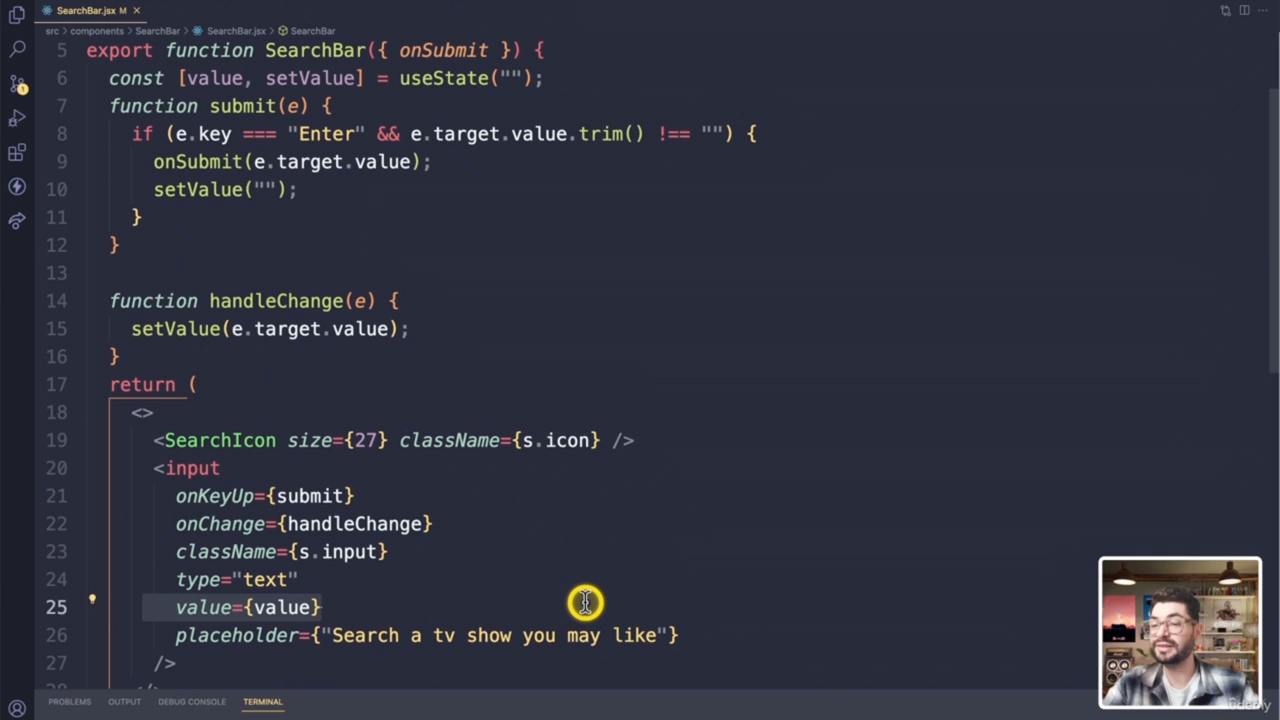 SearchBar.jsx M ×
src > components > SearchBar > SearchBar.jsx > SearchBar
5 export function SearchBar({ onSubmit }) {
6 const [value, setValue] = useState("");
7 function submit(e) {
8 if (e.key === "Enter" && e.target.value.trim() !== "") {
9 onSubmit(e.target.value);
10 setValue("");
11 }
12 }
13
14 function handleChange(e) {
15 setValue(e.target.value);
16 }
17 return (
18 <>
19 <SearchIcon size={27} className={s.icon} />
20 <input
21 onKeyUp={submit}
22 onChange={handleChange}
23 className={s.input}
24 type="text"
25 value={value}
26 placeholder={"Search a tv show you may like"}
27 />
28 </>
PROBLEMS OUTPUT DEBUG CONSOLE TERMINAL
1
ûdemy